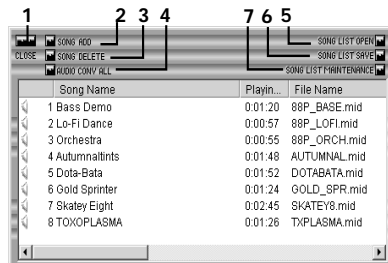 1 2 3 4 7 6 5
SONG ADD SONG LIST OPEN
CLOSE SONG DELETE SONG LIST SAVE
AUDIO CONV ALL SONG LIST MAINTENANCE
Song Name Playin... File Name
1 Bass Demo 0:01:20 88P_BASE.mid
2 Lo-Fi Dance 0:00:57 88P_LOFI.mid
3 Orchestra 0:00:55 88P_ORCH.mid
4 Autumnaltints 0:01:48 AUTUMNAL.mid
5 Dota-Bata 0:01:52 DOTABATA.mid
6 Gold Sprinter 0:01:24 GOLD_SPR.mid
7 Skatey Eight 0:02:45 SKATEY8.mid
8 TOXOPLASMA 0:01:26 TXPLASMA.mid